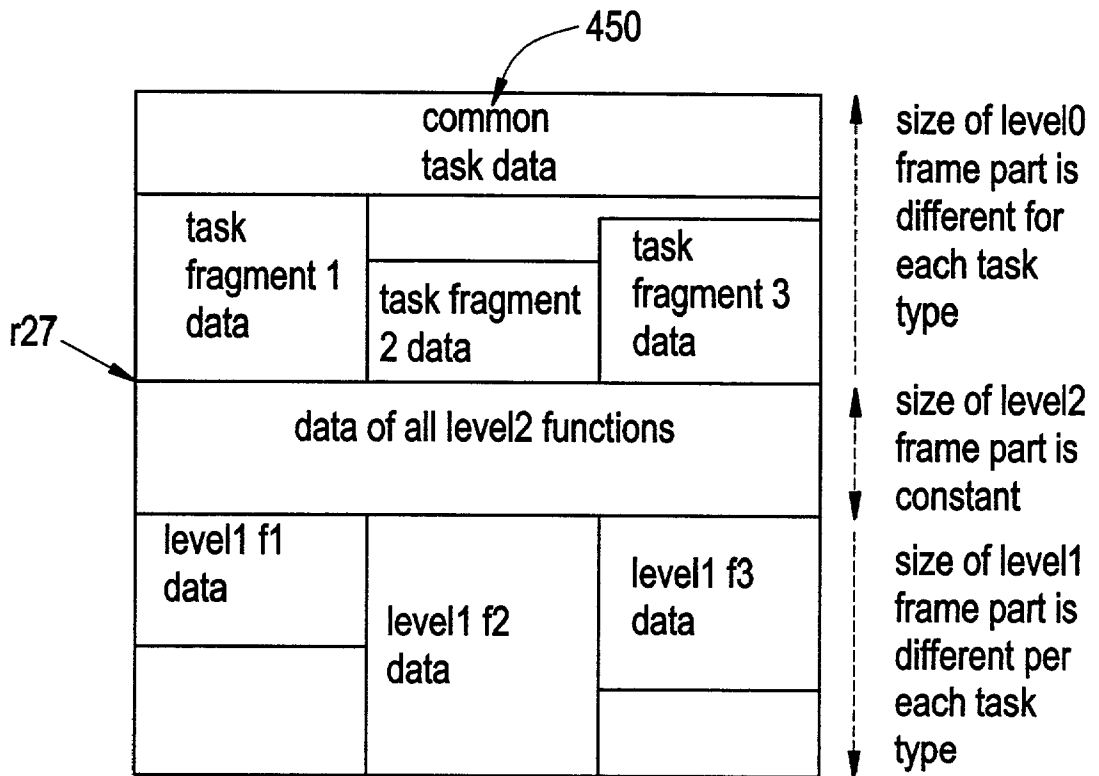 450
common
task data
size of level0
frame part is
different for
each task
type
task
fragment 1
data
task fragment
2 data
task
fragment 3
data
r27
data of all level2 functions
size of level2
frame part is
constant
level1 f1
data
level1 f2
data
level1 f3
data
size of level1
frame part is
different per
each task
type